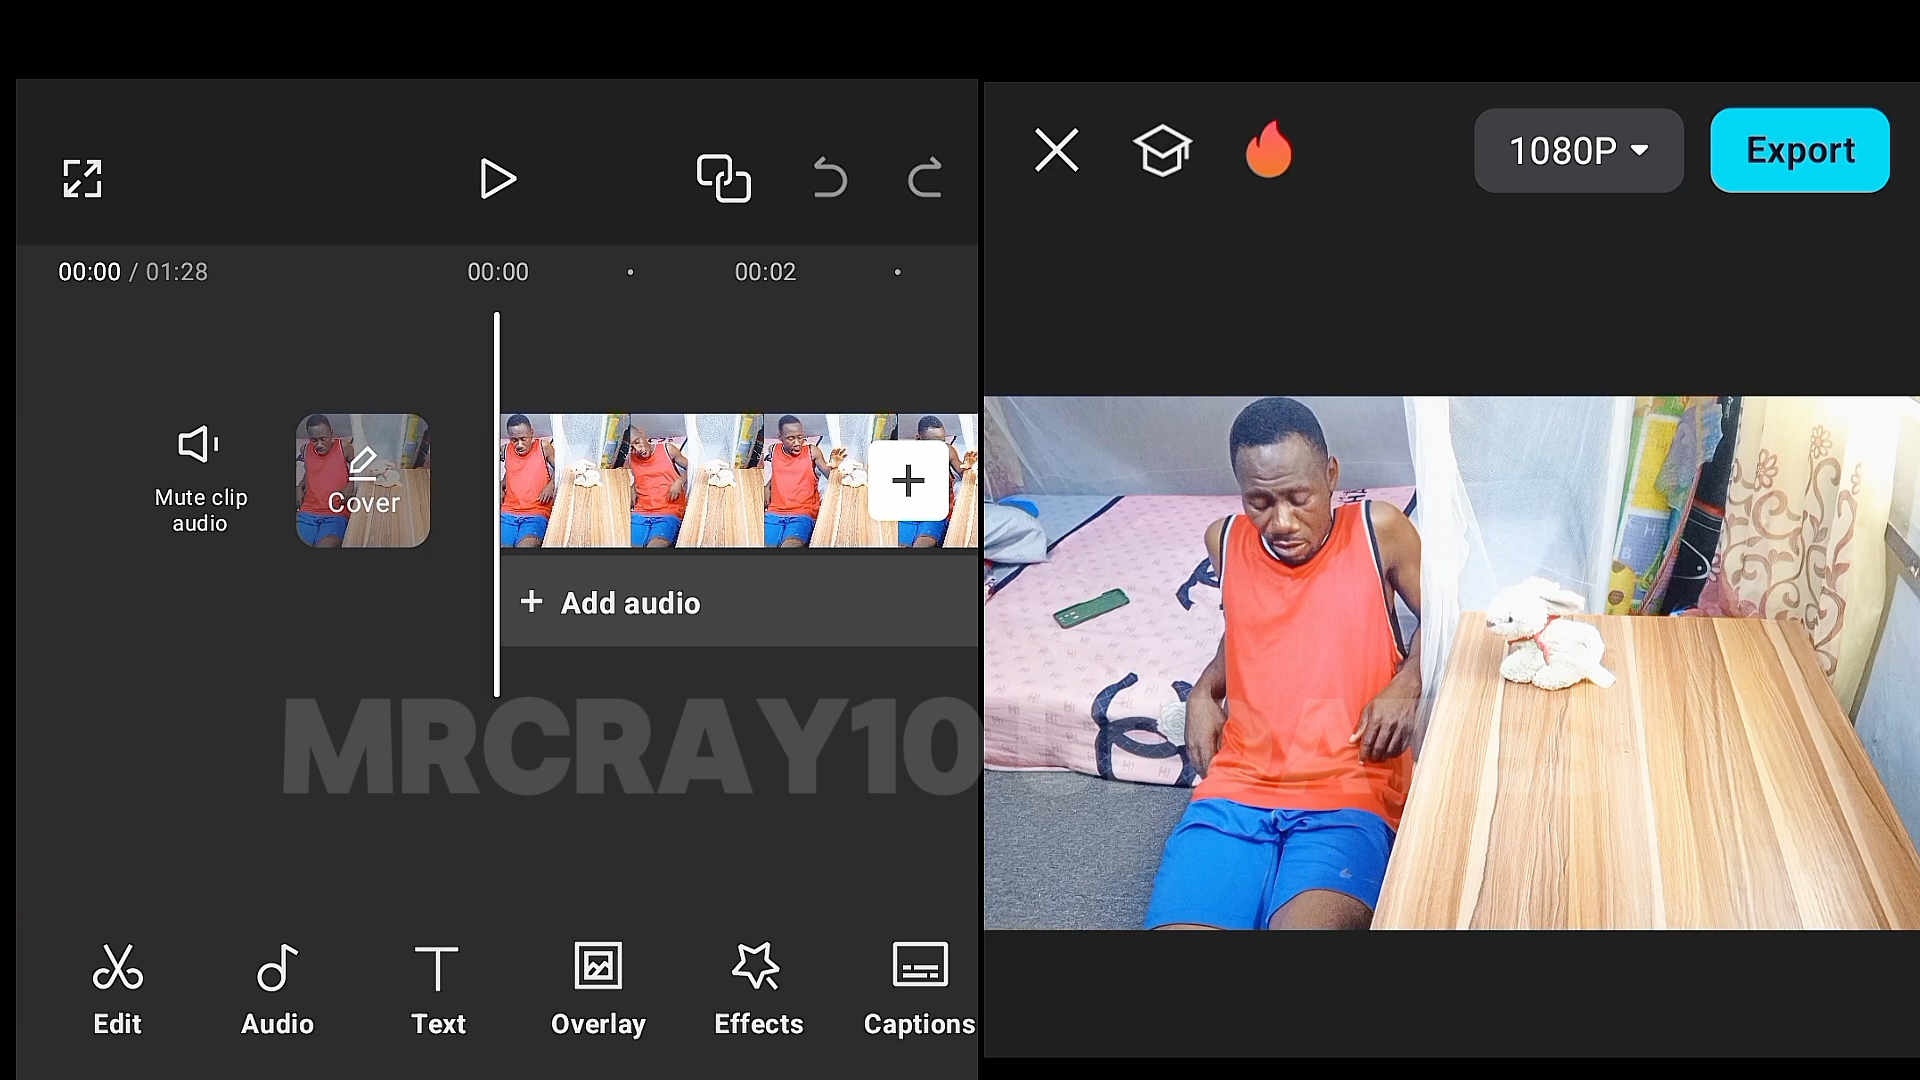 1080P
Export
00:00 / 01:28
00:00
00:02
Mute clip
audio
Cover
+ Add audio
MRCRAY10
Edit
Audio
Text
Overlay
Effects
Captions